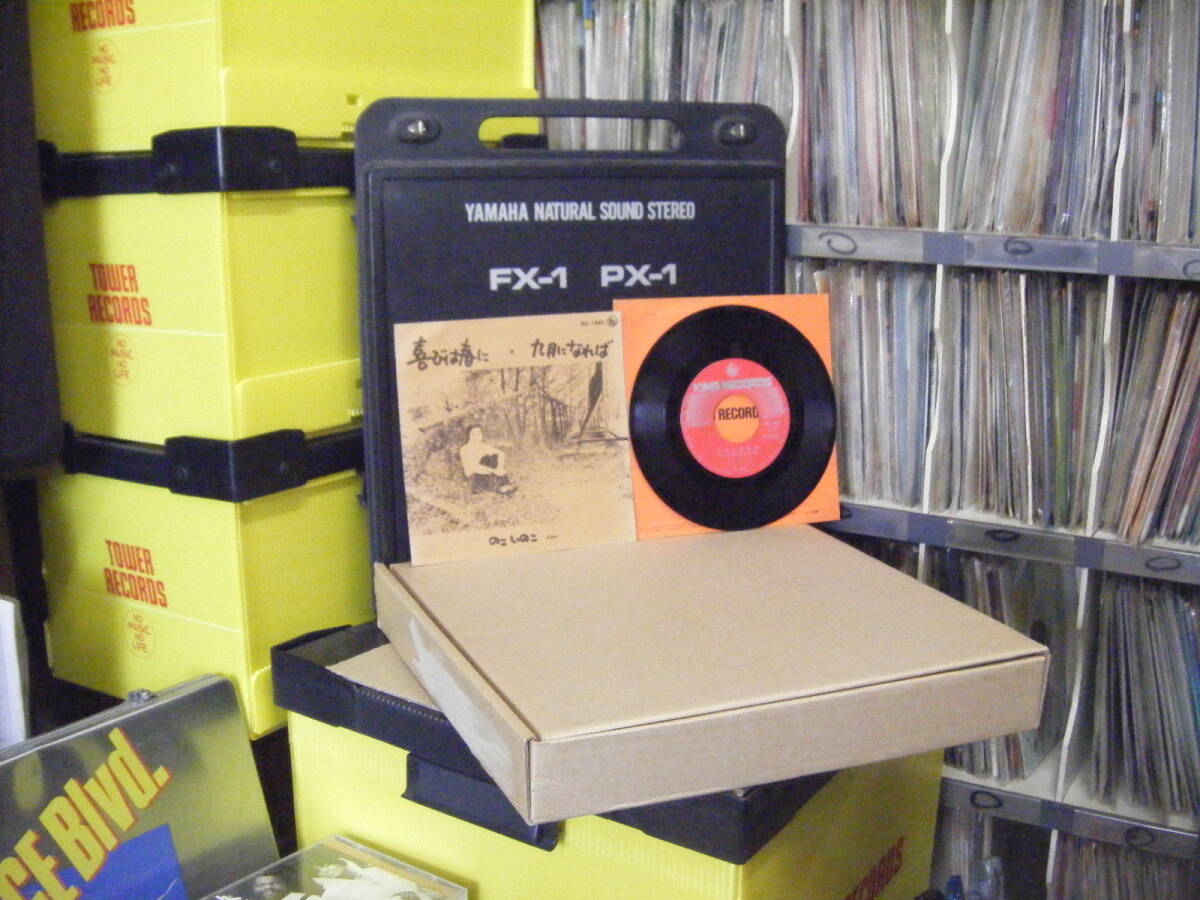 RECORDS
NO
MUSIC
NO
LIFE
TOWER
RECORDS
NO
MUSIC
NO
LIFE
TOWER
RECORDS
NO
MUSIC
NO
LIFE
YAMAHA NATURAL SOUND STEREO
FX-1 PX-1
喜びは春に ・ 九月になれば
のこいのこ
KING RECORDS
RECORD
CE Blvd.
RECORDS